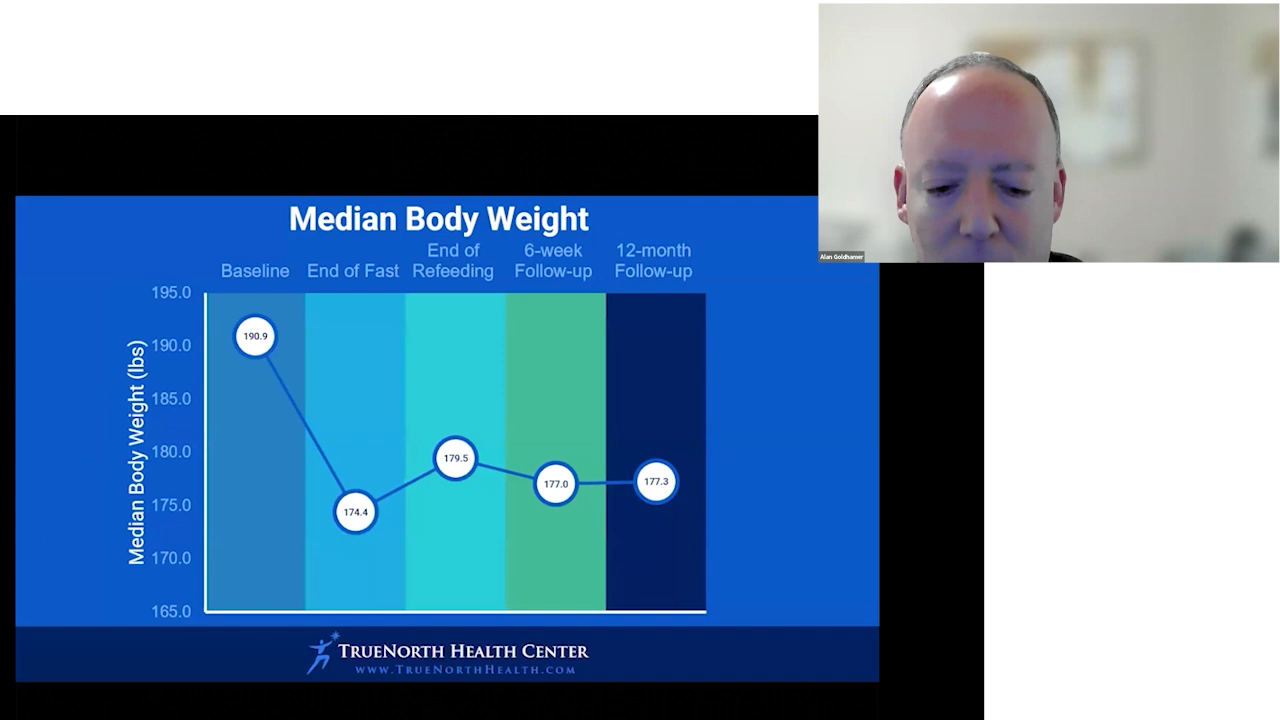 Alan Goldhamer
Median Body Weight
Baseline
End of Fast
End of
Refeeding
6-week
Follow-up
12-month
Follow-up
Median Body Weight (lbs)
195.0
190.0
185.0
180.0
175.0
170.0
165.0
190.9
174.4
179.5
177.0
177.3
TRUENORTH HEALTH CENTER
WWW.TRUENORTHHEALTH.COM